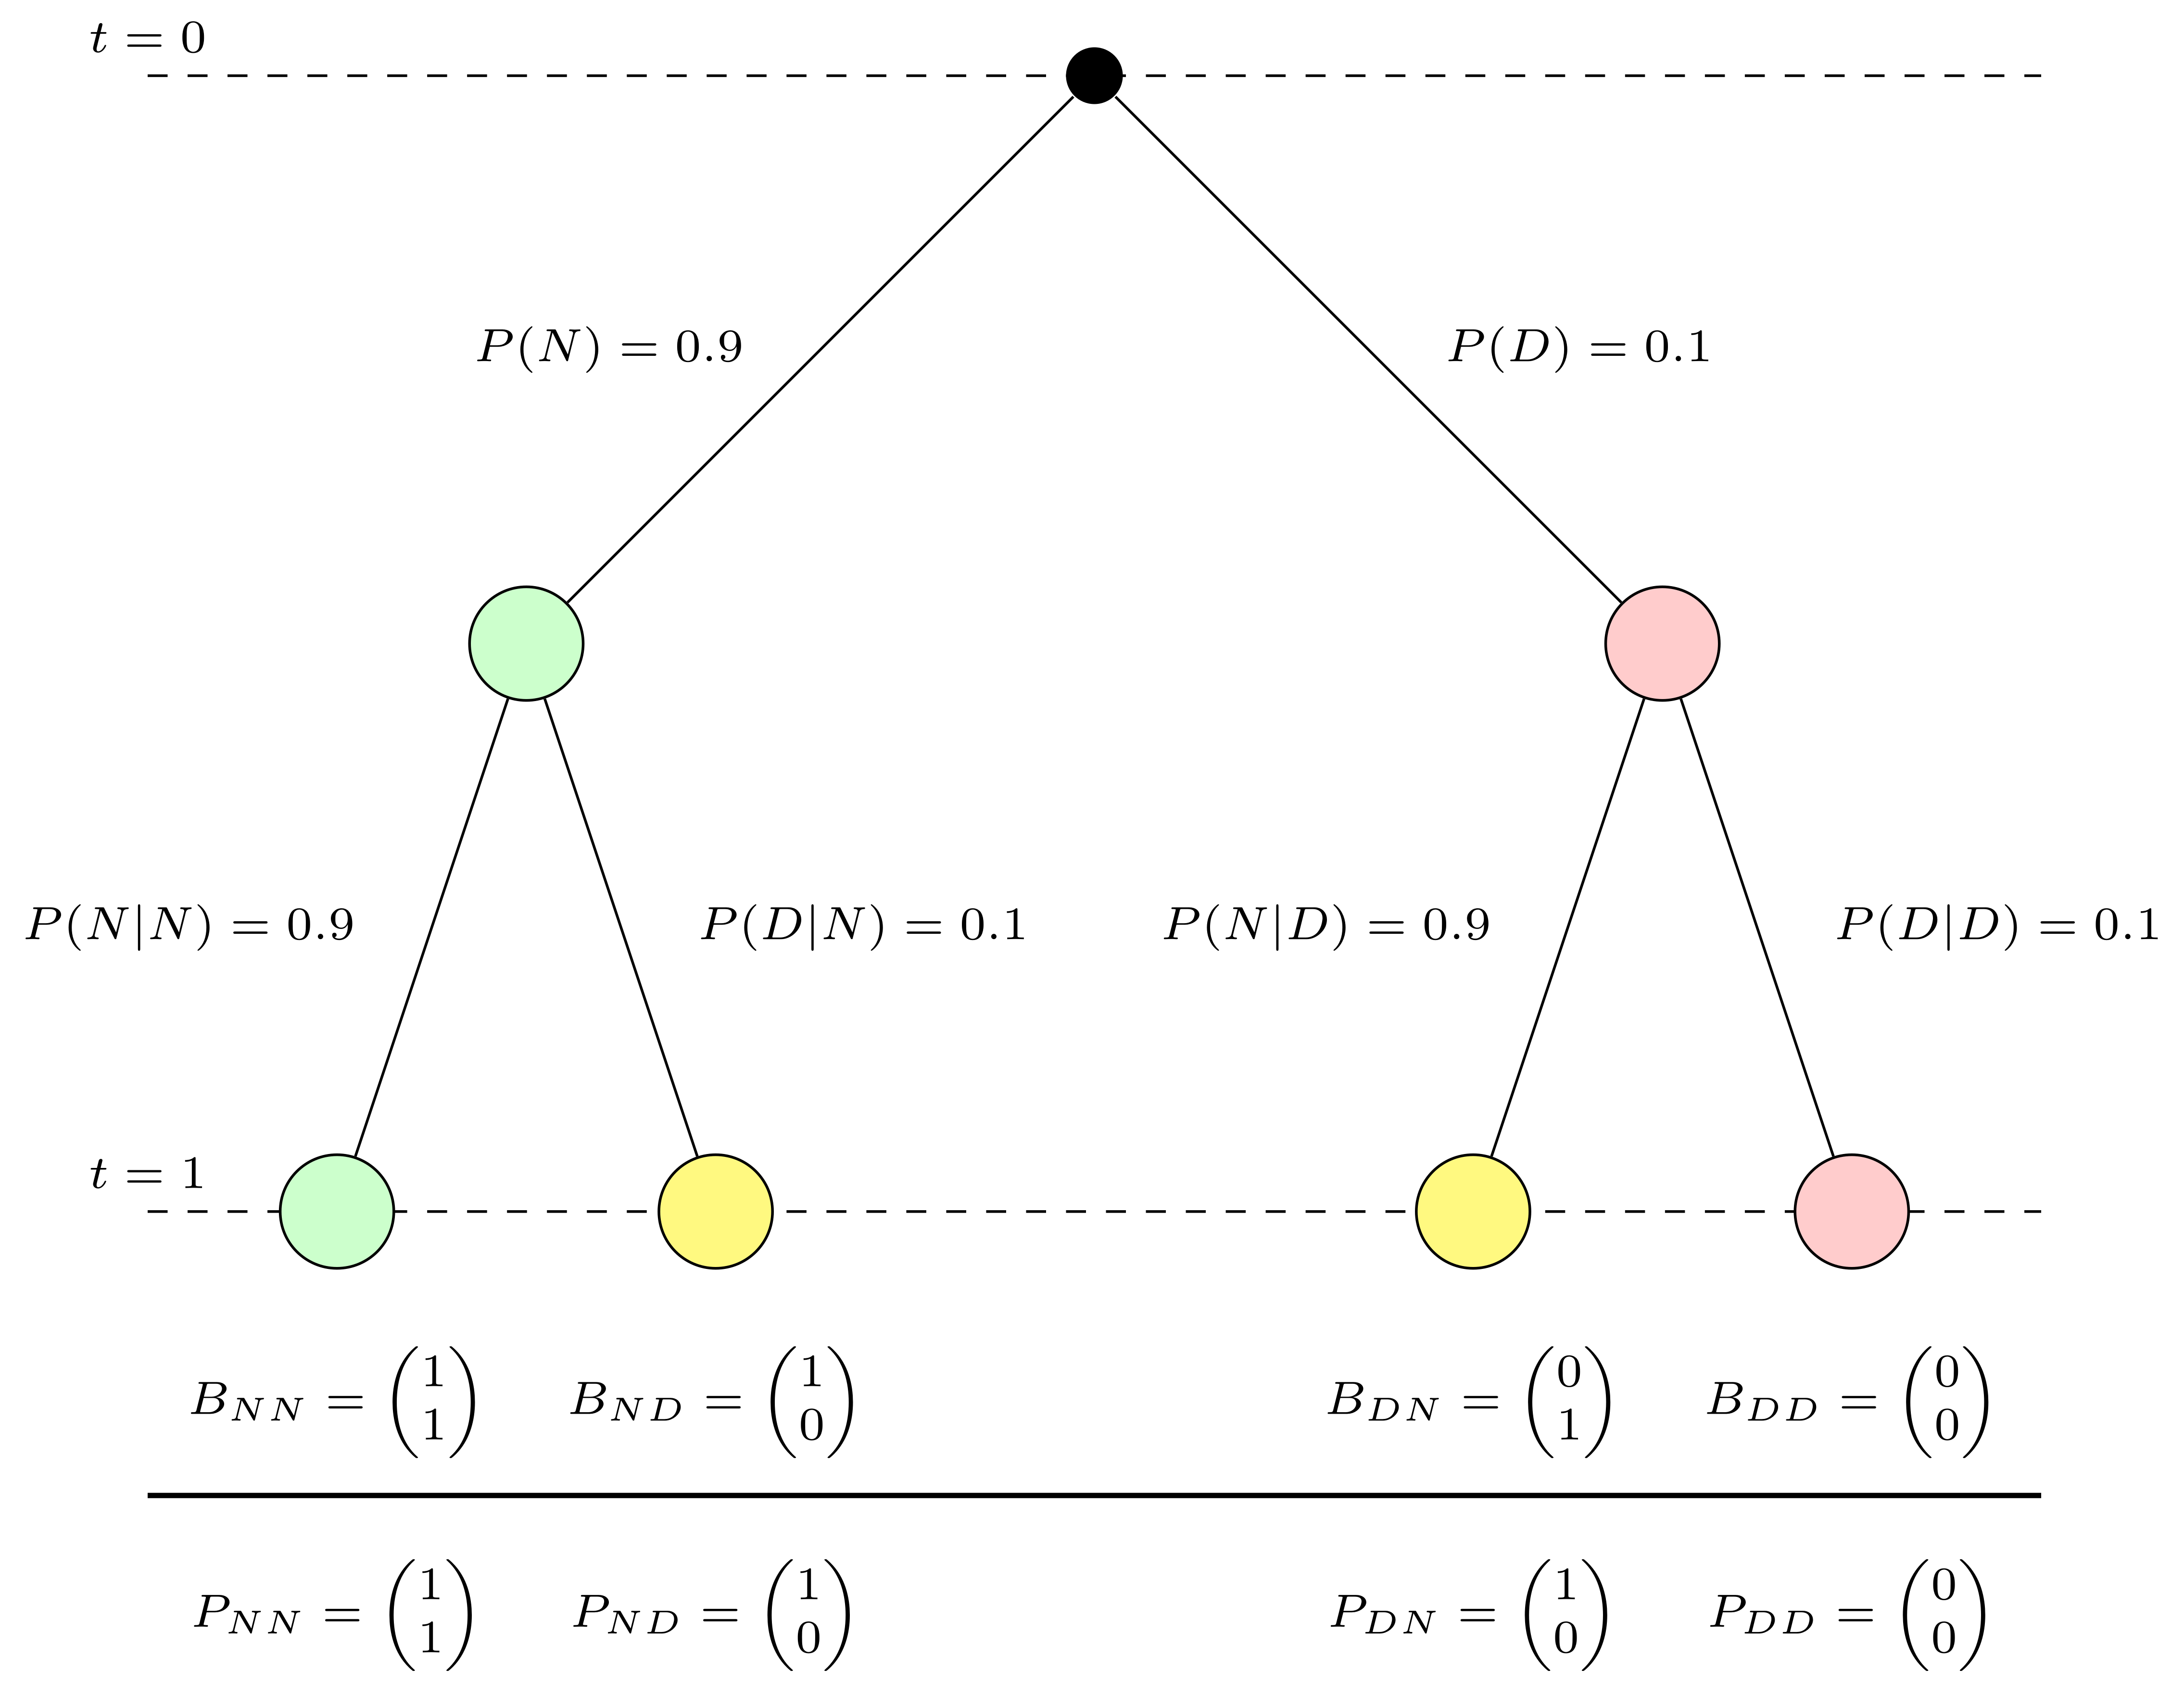 t = 0
P(N) = 0.9
P(D) = 0.1
P(N|N) = 0.9
P(D|N) = 0.1
P(N|D) = 0.9
P(D|D) = 0.1
t = 1
B_{NN} = \begin{pmatrix} 1 \\ 1 \end{pmatrix}
B_{ND} = \begin{pmatrix} 1 \\ 0 \end{pmatrix}
B_{DN} = \begin{pmatrix} 0 \\ 1 \end{pmatrix}
B_{DD} = \begin{pmatrix} 0 \\ 0 \end{pmatrix}
P_{NN} = \begin{pmatrix} 1 \\ 1 \end{pmatrix}
P_{ND} = \begin{pmatrix} 1 \\ 0 \end{pmatrix}
P_{DN} = \begin{pmatrix} 1 \\ 0 \end{pmatrix}
P_{DD} = \begin{pmatrix} 0 \\ 0 \end{pmatrix}